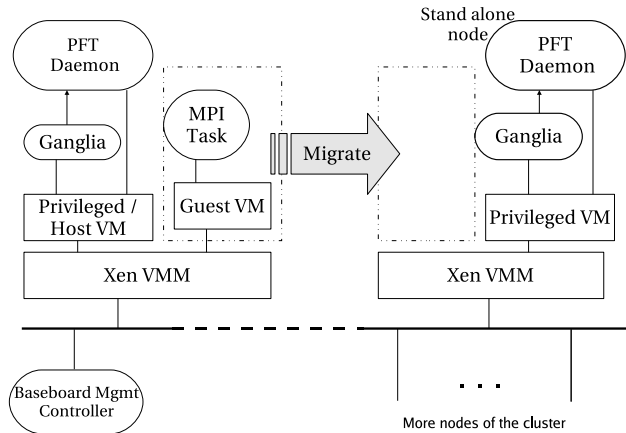 Stand alone
node
PFT
Daemon
PFT
Daemon
MPI
Task
Ganglia
Migrate
Ganglia
Privileged /
Host VM
Guest VM
Privileged VM
Xen VMM
Xen VMM
Baseboard Mgmt
Controller
. . .
More nodes of the cluster